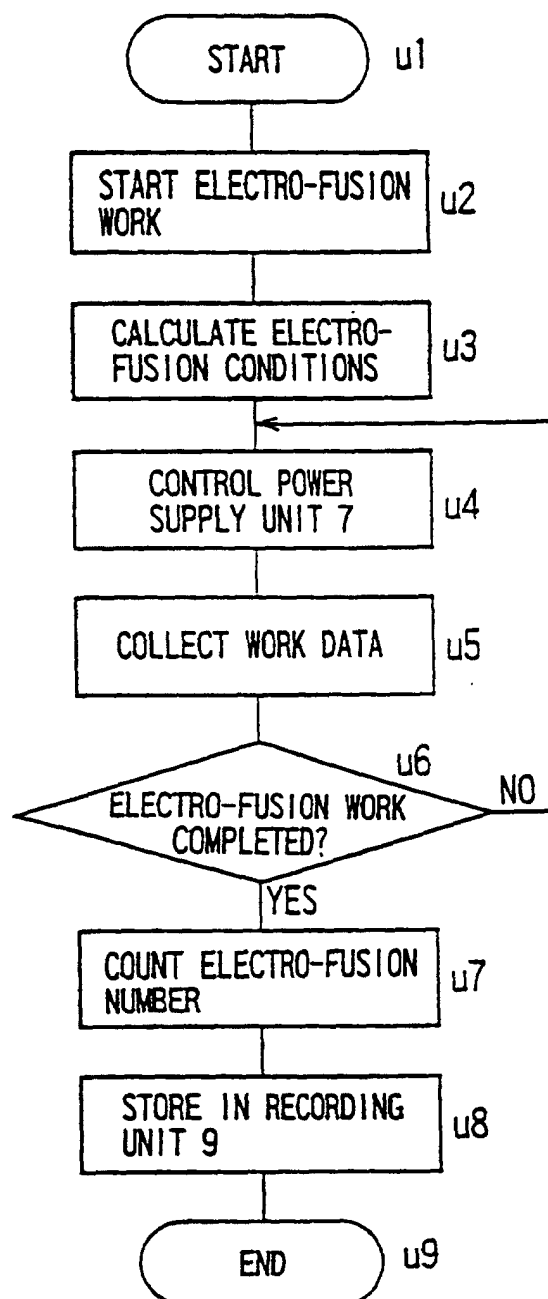 START u1
START ELECTRO-FUSION
WORK u2
CALCULATE ELECTRO-
FUSION CONDITIONS u3
CONTROL POWER
SUPPLY UNIT 7 u4
COLLECT WORK DATA u5
u6
ELECTRO-FUSION WORK NO
COMPLETED?
YES
COUNT ELECTRO-FUSION
NUMBER u7
STORE IN RECORDING
UNIT 9 u8
END u9